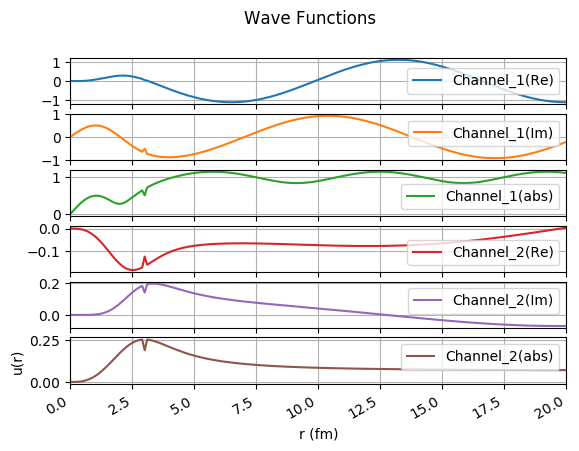 Wave Functions
1
0
−1
Channel_1(Re)
1
0
−1
Channel_1(Im)
1
0
Channel_1(abs)
0.0
−0.1
Channel_2(Re)
0.2
0.0
Channel_2(Im)
0.25
0.00
Channel_2(abs)
u(r)
0.0 2.5 5.0 7.5 10.0 12.5 15.0 17.5 20.0
r (fm)